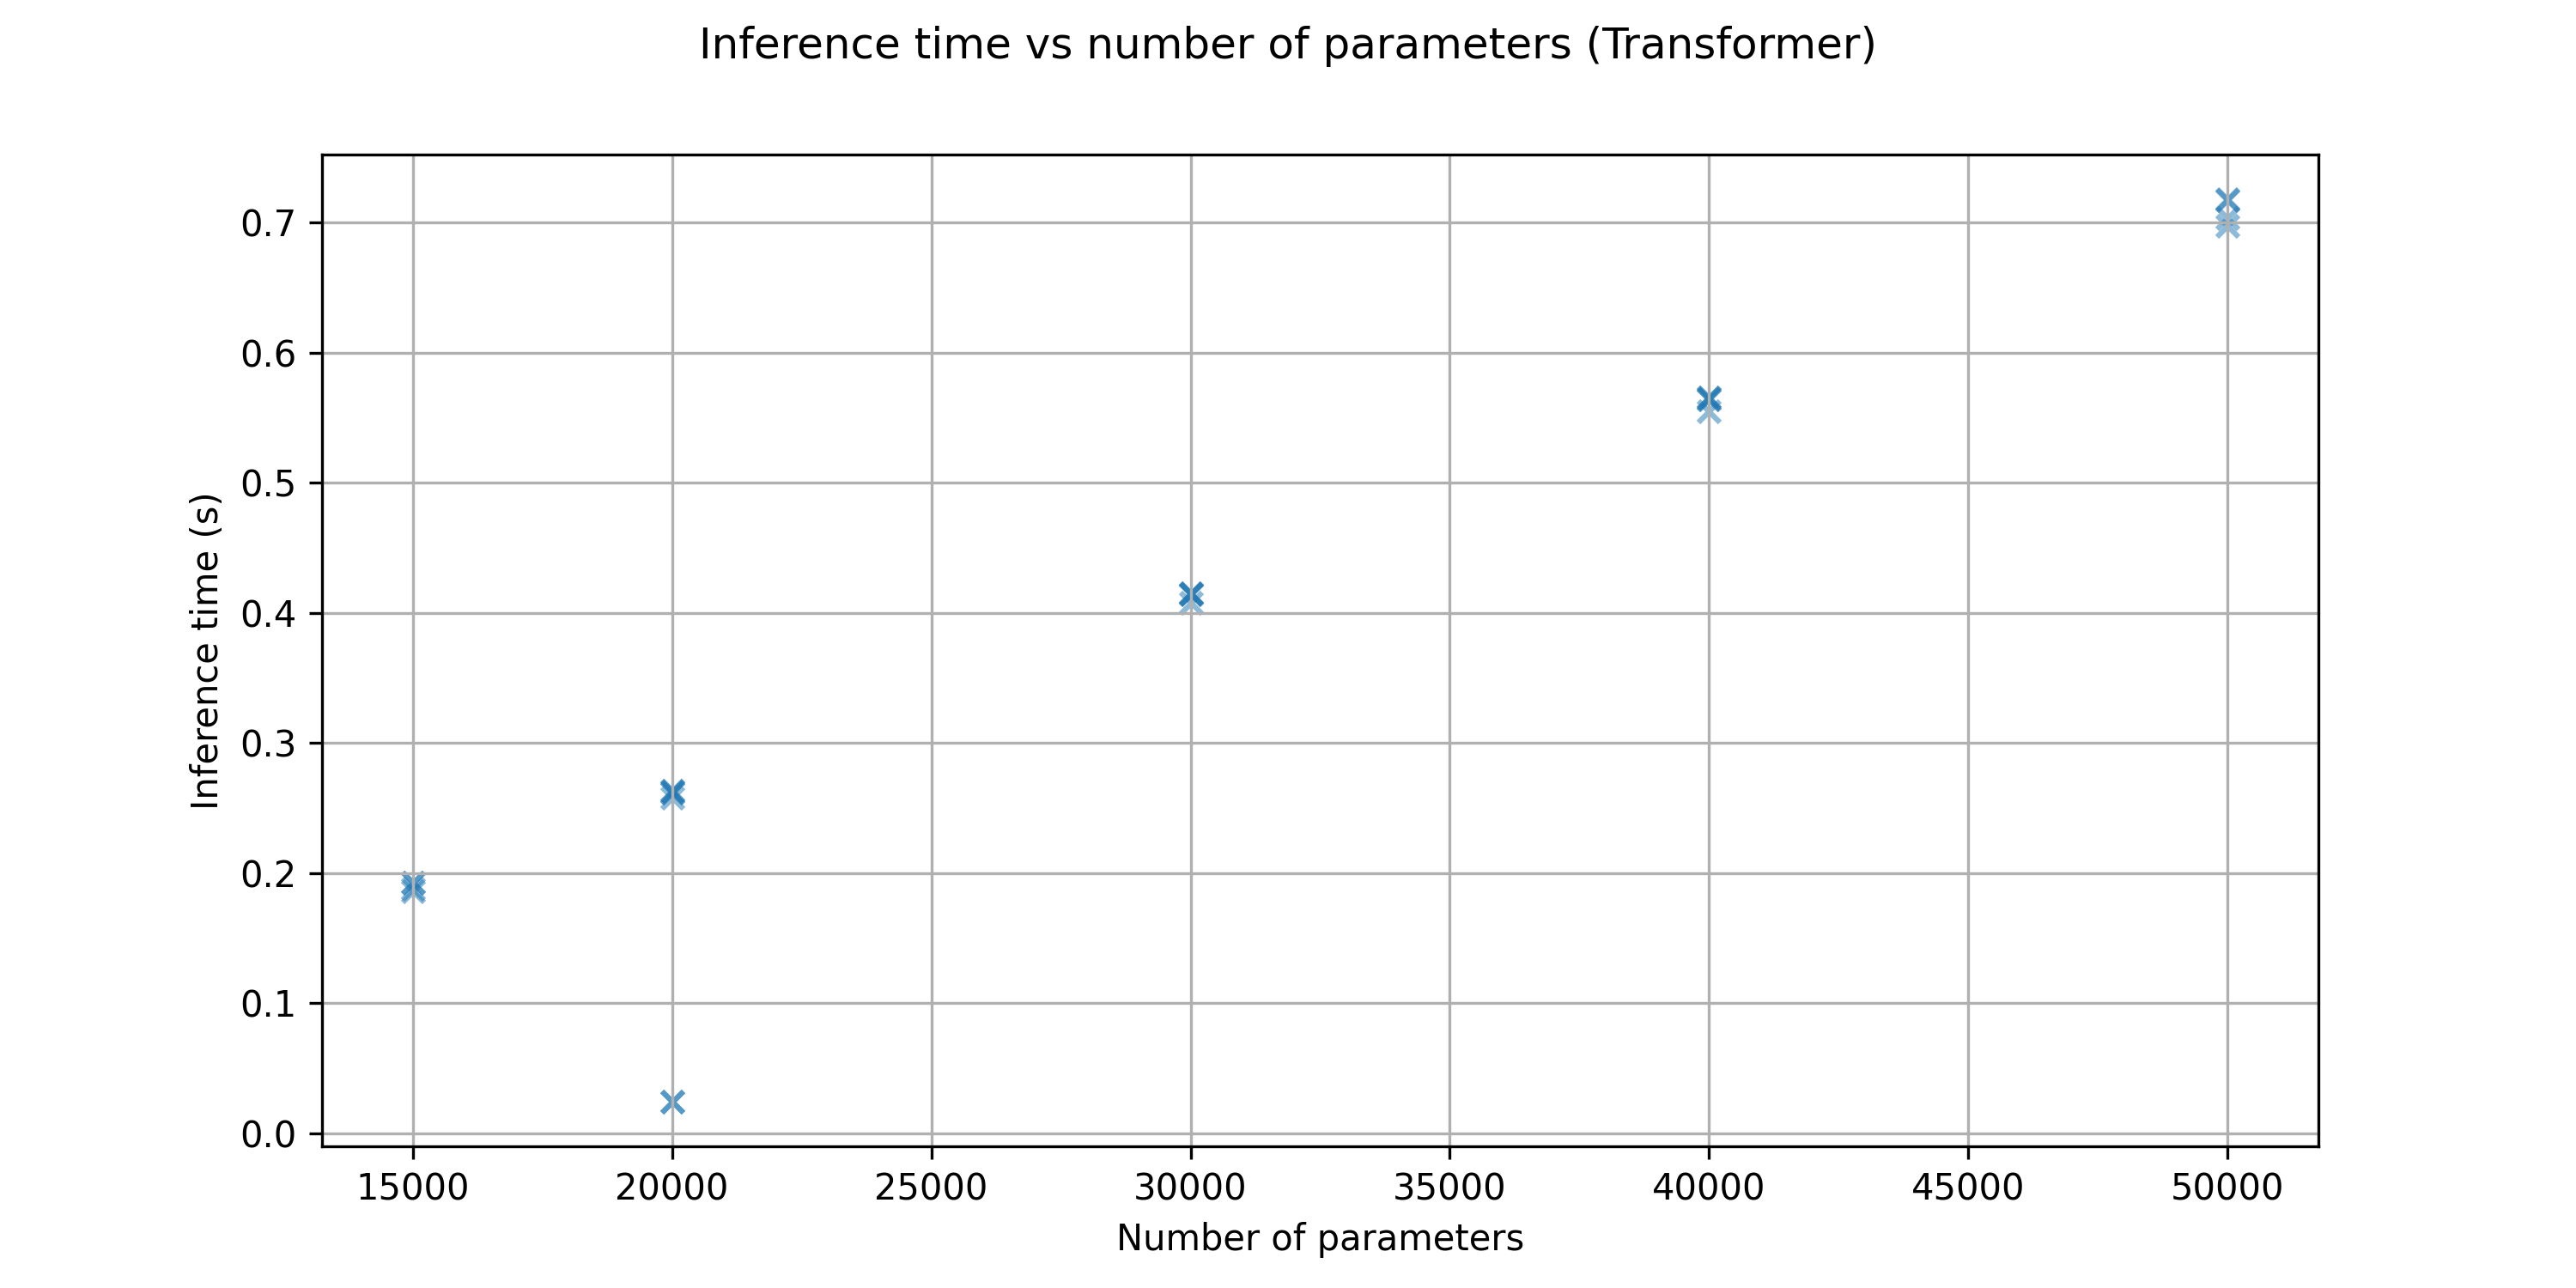 Inference time vs number of parameters (Transformer)
0.7
0.6
0.5
0.4
0.3
0.2
0.1
0.0
Inference time (s)
15000 20000 25000 30000 35000 40000 45000 50000
Number of parameters